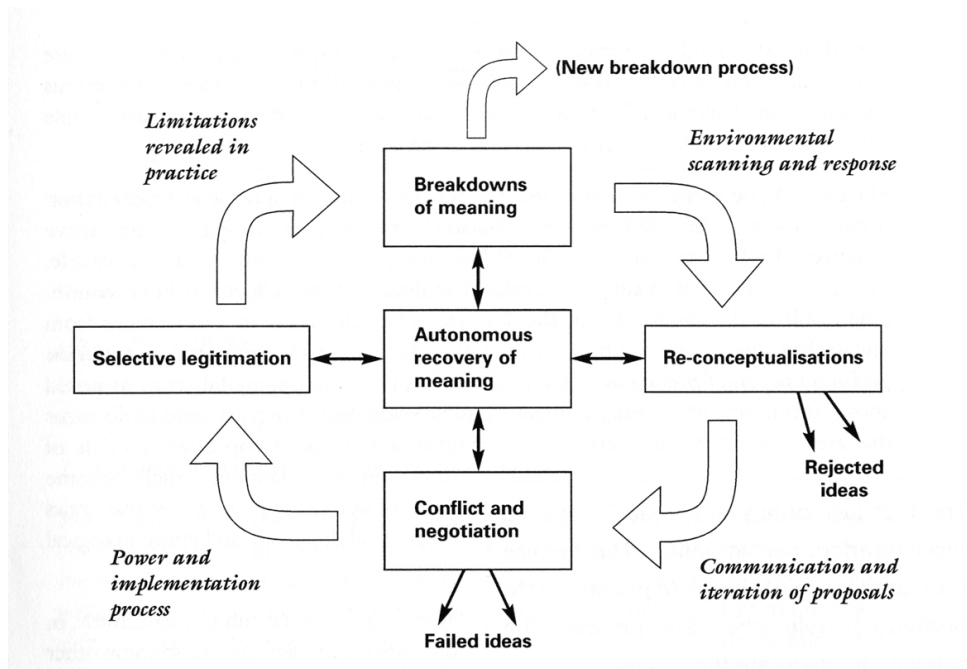 (New breakdown process)
Limitations
revealed in
practice
Environmental
scanning and response
Breakdowns
of meaning
Selective legitimation
Autonomous
recovery of
meaning
Re-conceptualisations
Rejected
ideas
Conflict and
negotiation
Power and
implementation
process
Communication and
iteration of proposals
Failed ideas